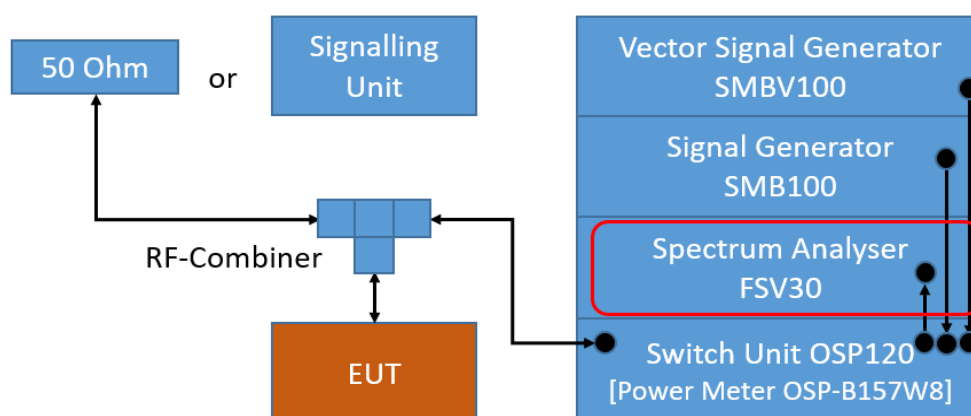 50 Ohm
or
Signalling
Unit
Vector Signal Generator
SMBV100
Signal Generator
SMB100
RF-Combiner
Spectrum Analyser
FSV30
EUT
Switch Unit OSP120
[Power Meter OSP-B157W8]